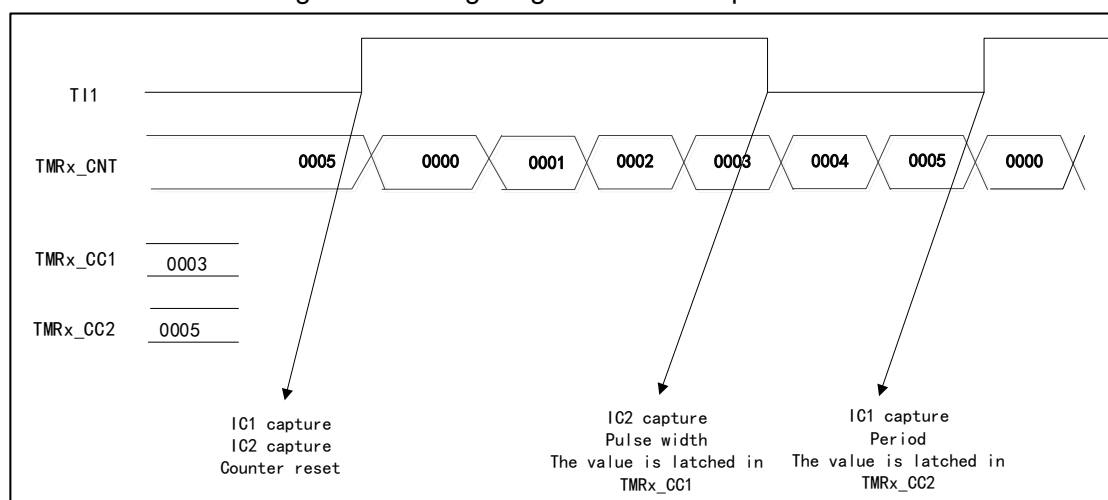 TI1
TMRx_CNT
0005 0000 0001 0002 0003 0004 0005 0000
TMRx_CC1 0003
TMRx_CC2 0005
IC1 capture
IC2 capture
Counter reset
IC2 capture
Pulse width
The value is latched in
TMRx_CC1
IC1 capture
Period
The value is latched in
TMRx_CC2